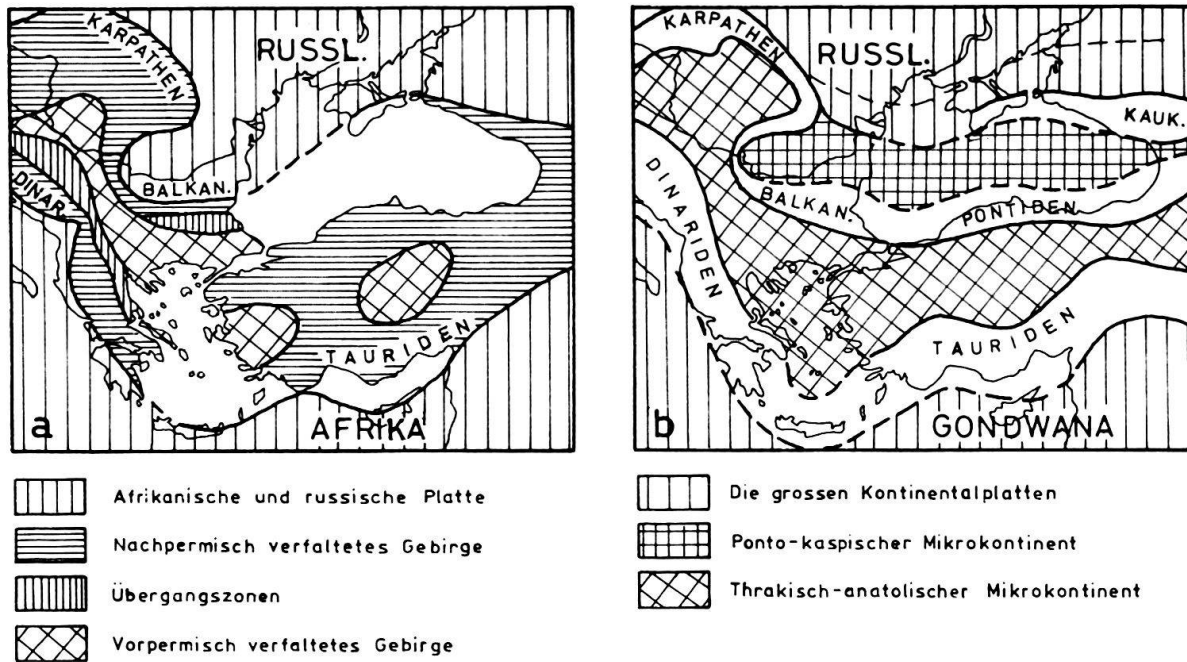 KARPATHEN
RUSSL.
BALKAN.
DINAR.
TAURIDEN
a
AFRIKA
Afrikanische und russische Platte
Nachpermisch verfaltetes Gebirge
Übergangszonen
Vorpermisch verfaltetes Gebirge
KARPATHEN
RUSSL.
KAUK.
DINARIDEN
BALKAN.
PONTIDEN
TAURIDEN
b
GONDWANA
Die grossen Kontinentalplatten
Ponto-kaspischer Mikrokontinent
Thrakisch-anatolischer Mikrokontinent